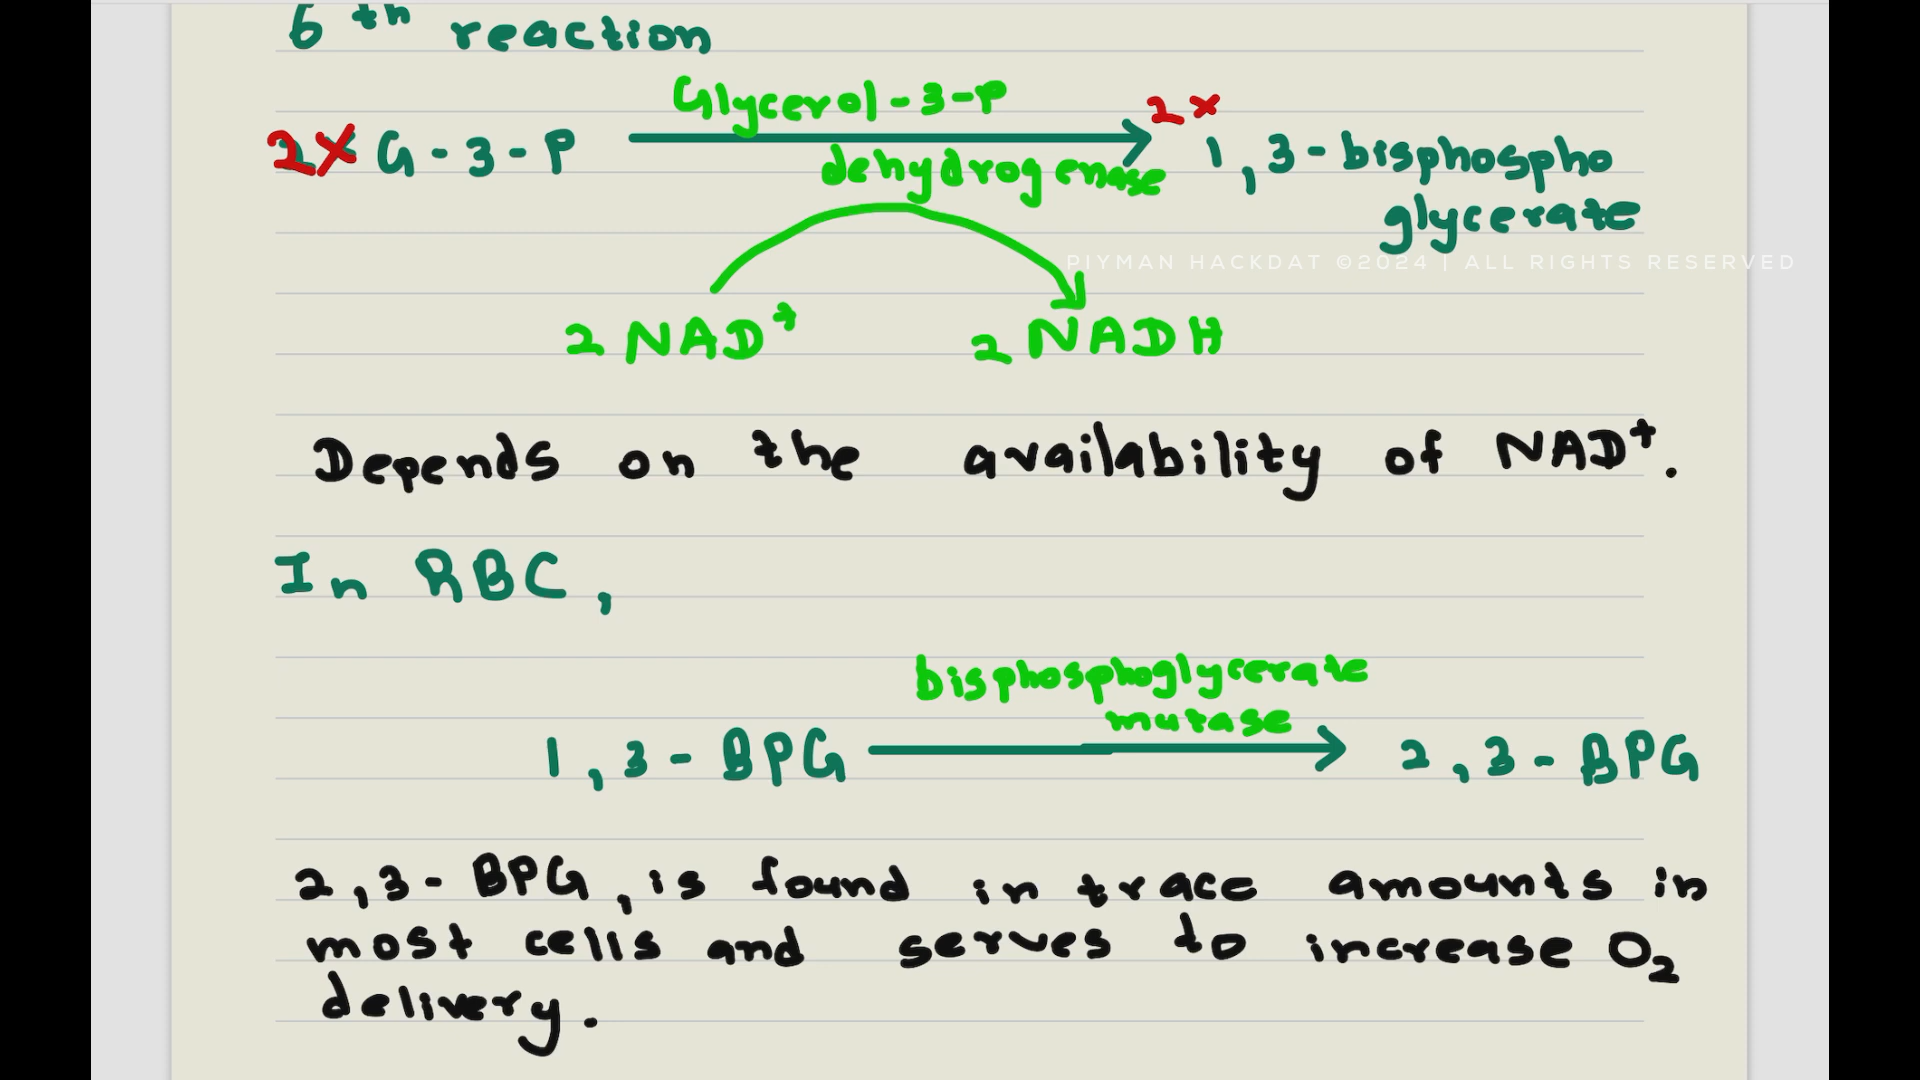 6th reaction
Glycerol-3-P
2X G-3-P
2x
dehydrogenase
1,3-bisphospho
glycerate
PIYMAN HACKDAT ©2024 | ALL RIGHTS RESERVED
2 NAD+
2 NADH
Depends on the availability of NAD+.
In RBC,
bisphosphoglycerate
mutase
1,3-BPG
2,3-BPG
2,3-BPG, is found in trace amounts in
most cells and serves to increase O2
delivery.